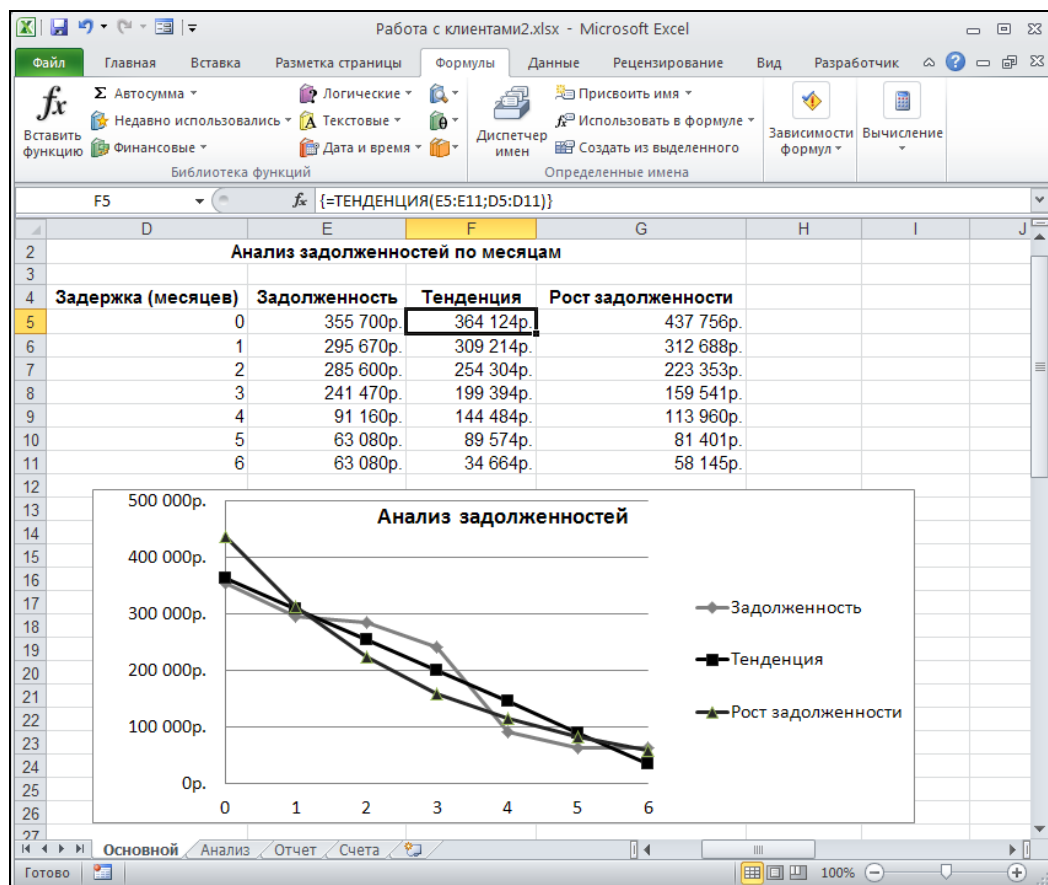 Работа с клиентами2.xlsx - Microsoft Excel
Файл Главная Вставка Разметка страницы Формулы Данные Рецензирование Вид Разработчик
fx Вставить функцию
Σ Автосумма
Недавно использовались
Финансовые
Логические
Текстовые
Дата и время
Диспетчер имен
Присвоить имя
Использовать в формуле
Создать из выделенного
Зависимости формул
Вычисление
Библиотека функций
Определенные имена
F5 fx {=ТЕНДЕНЦИЯ(E5:E11;D5:D11)}
D E F G H I J
2 Анализ задолженностей по месяцам
3
4 Задержка (месяцев) Задолженность Тенденция Рост задолженности
5 0 355 700р. 364 124р. 437 756р.
6 1 295 670р. 309 214р. 312 688р.
7 2 285 600р. 254 304р. 223 353р.
8 3 241 470р. 199 394р. 159 541р.
9 4 91 160р. 144 484р. 113 960р.
10 5 63 080р. 89 574р. 81 401р.
11 6 63 080р. 34 664р. 58 145р.
12
13
14
15
16
17
18
19
20
21
22
23
24
25
26
27
Анализ задолженностей
500 000р.
400 000р.
300 000р.
200 000р.
100 000р.
0р.
0 1 2 3 4 5 6
Задолженность
Тенденция
Рост задолженности
Основной Анализ Отчет Счета
Готово 100%